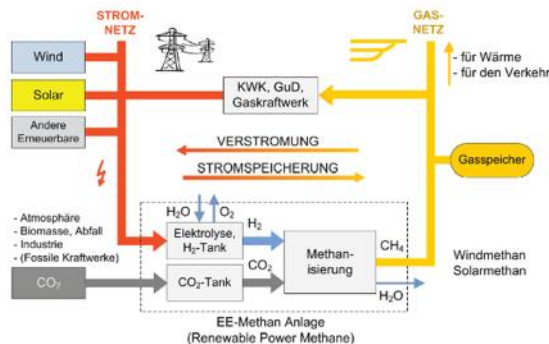 STROM-
NETZ
GAS-
NETZ
Wind
Solar
Andere
Erneuerbare
KWK, GuD,
Gaskraftwerk
- für Wärme
- für den Verkehr
VERSTROMUNG
STROMSPEICHERUNG
Gasspeicher
- Atmosphäre
- Biomasse, Abfall
- Industrie
- (Fossile Kraftwerke)
CO₂
H₂O
O₂
Elektrolyse,
H₂-Tank
H₂
CO₂-Tank
CO₂
Methan-
isierung
CH₄
H₂O
Windmethan
Solarmethan
EE-Methan Anlage
(Renewable Power Methane)